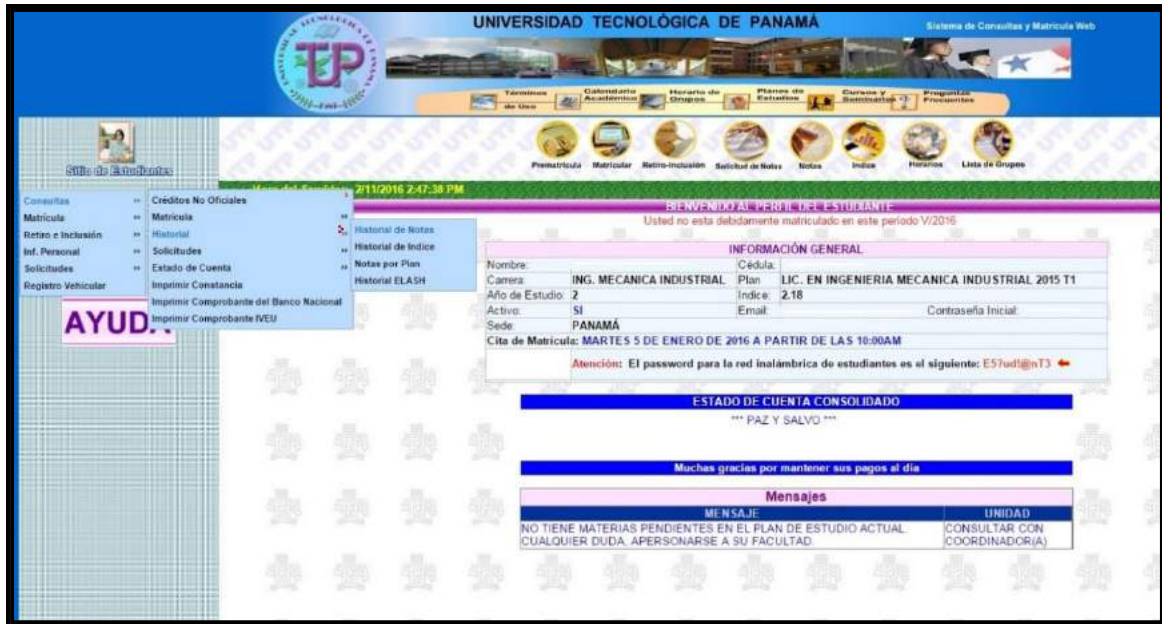 UNIVERSIDAD TECNOLÓGICA DE PANAMÁ
Sistema de Consultas y Matrícula Web
UTP
Términos de Uso
Calendario Académico
Horario de Grupos
Planes de Estudios
Cursos y Seminarios
Preguntas Frecuentes
Sitio de Estudiantes
Prematrícula Matricular Retiro-Inclusión Solicitud de Notas Notas Indice Horarios Lista de Grupos
Hora del Servidor: 2/11/2016 2:47:38 PM
Consultas
Matrícula
Retiro e Inclusión
Inf. Personal
Solicitudes
Registro Vehicular
Créditos No Oficiales
Matrícula
Historial
Solicitudes
Estado de Cuenta
Imprimir Constancia
Imprimir Comprobante del Banco Nacional
Imprimir Comprobante IVEU
Historial de Notas
Historial de Indice
Notas por Plan
Historial ELASH
AYUDA
BIENVENIDO AL PERFIL DEL ESTUDIANTE
Usted no esta debidamente matriculado en este período V/2016
INFORMACIÓN GENERAL
Nombre: Cédula:
Carrera: ING. MECANICA INDUSTRIAL Plan LIC. EN INGENIERIA MECANICA INDUSTRIAL 2015 T1
Año de Estudio: 2 Indice: 2.18
Activo: SI Email: Contraseña Inicial:
Sede: PANAMÁ
Cita de Matrícula: MARTES 5 DE ENERO DE 2016 A PARTIR DE LAS 10:00AM
Atención: El password para la red inalámbrica de estudiantes es el siguiente:
ESTADO DE CUENTA CONSOLIDADO
*** PAZ Y SALVO ***
Muchas gracias por mantener sus pagos al día
Mensajes
MENSAJE UNIDAD
NO TIENE MATERIAS PENDIENTES EN EL PLAN DE ESTUDIO ACTUAL. CONSULTAR CON
CUALQUIER DUDA, APERSONARSE A SU FACULTAD. COORDINADOR(A)